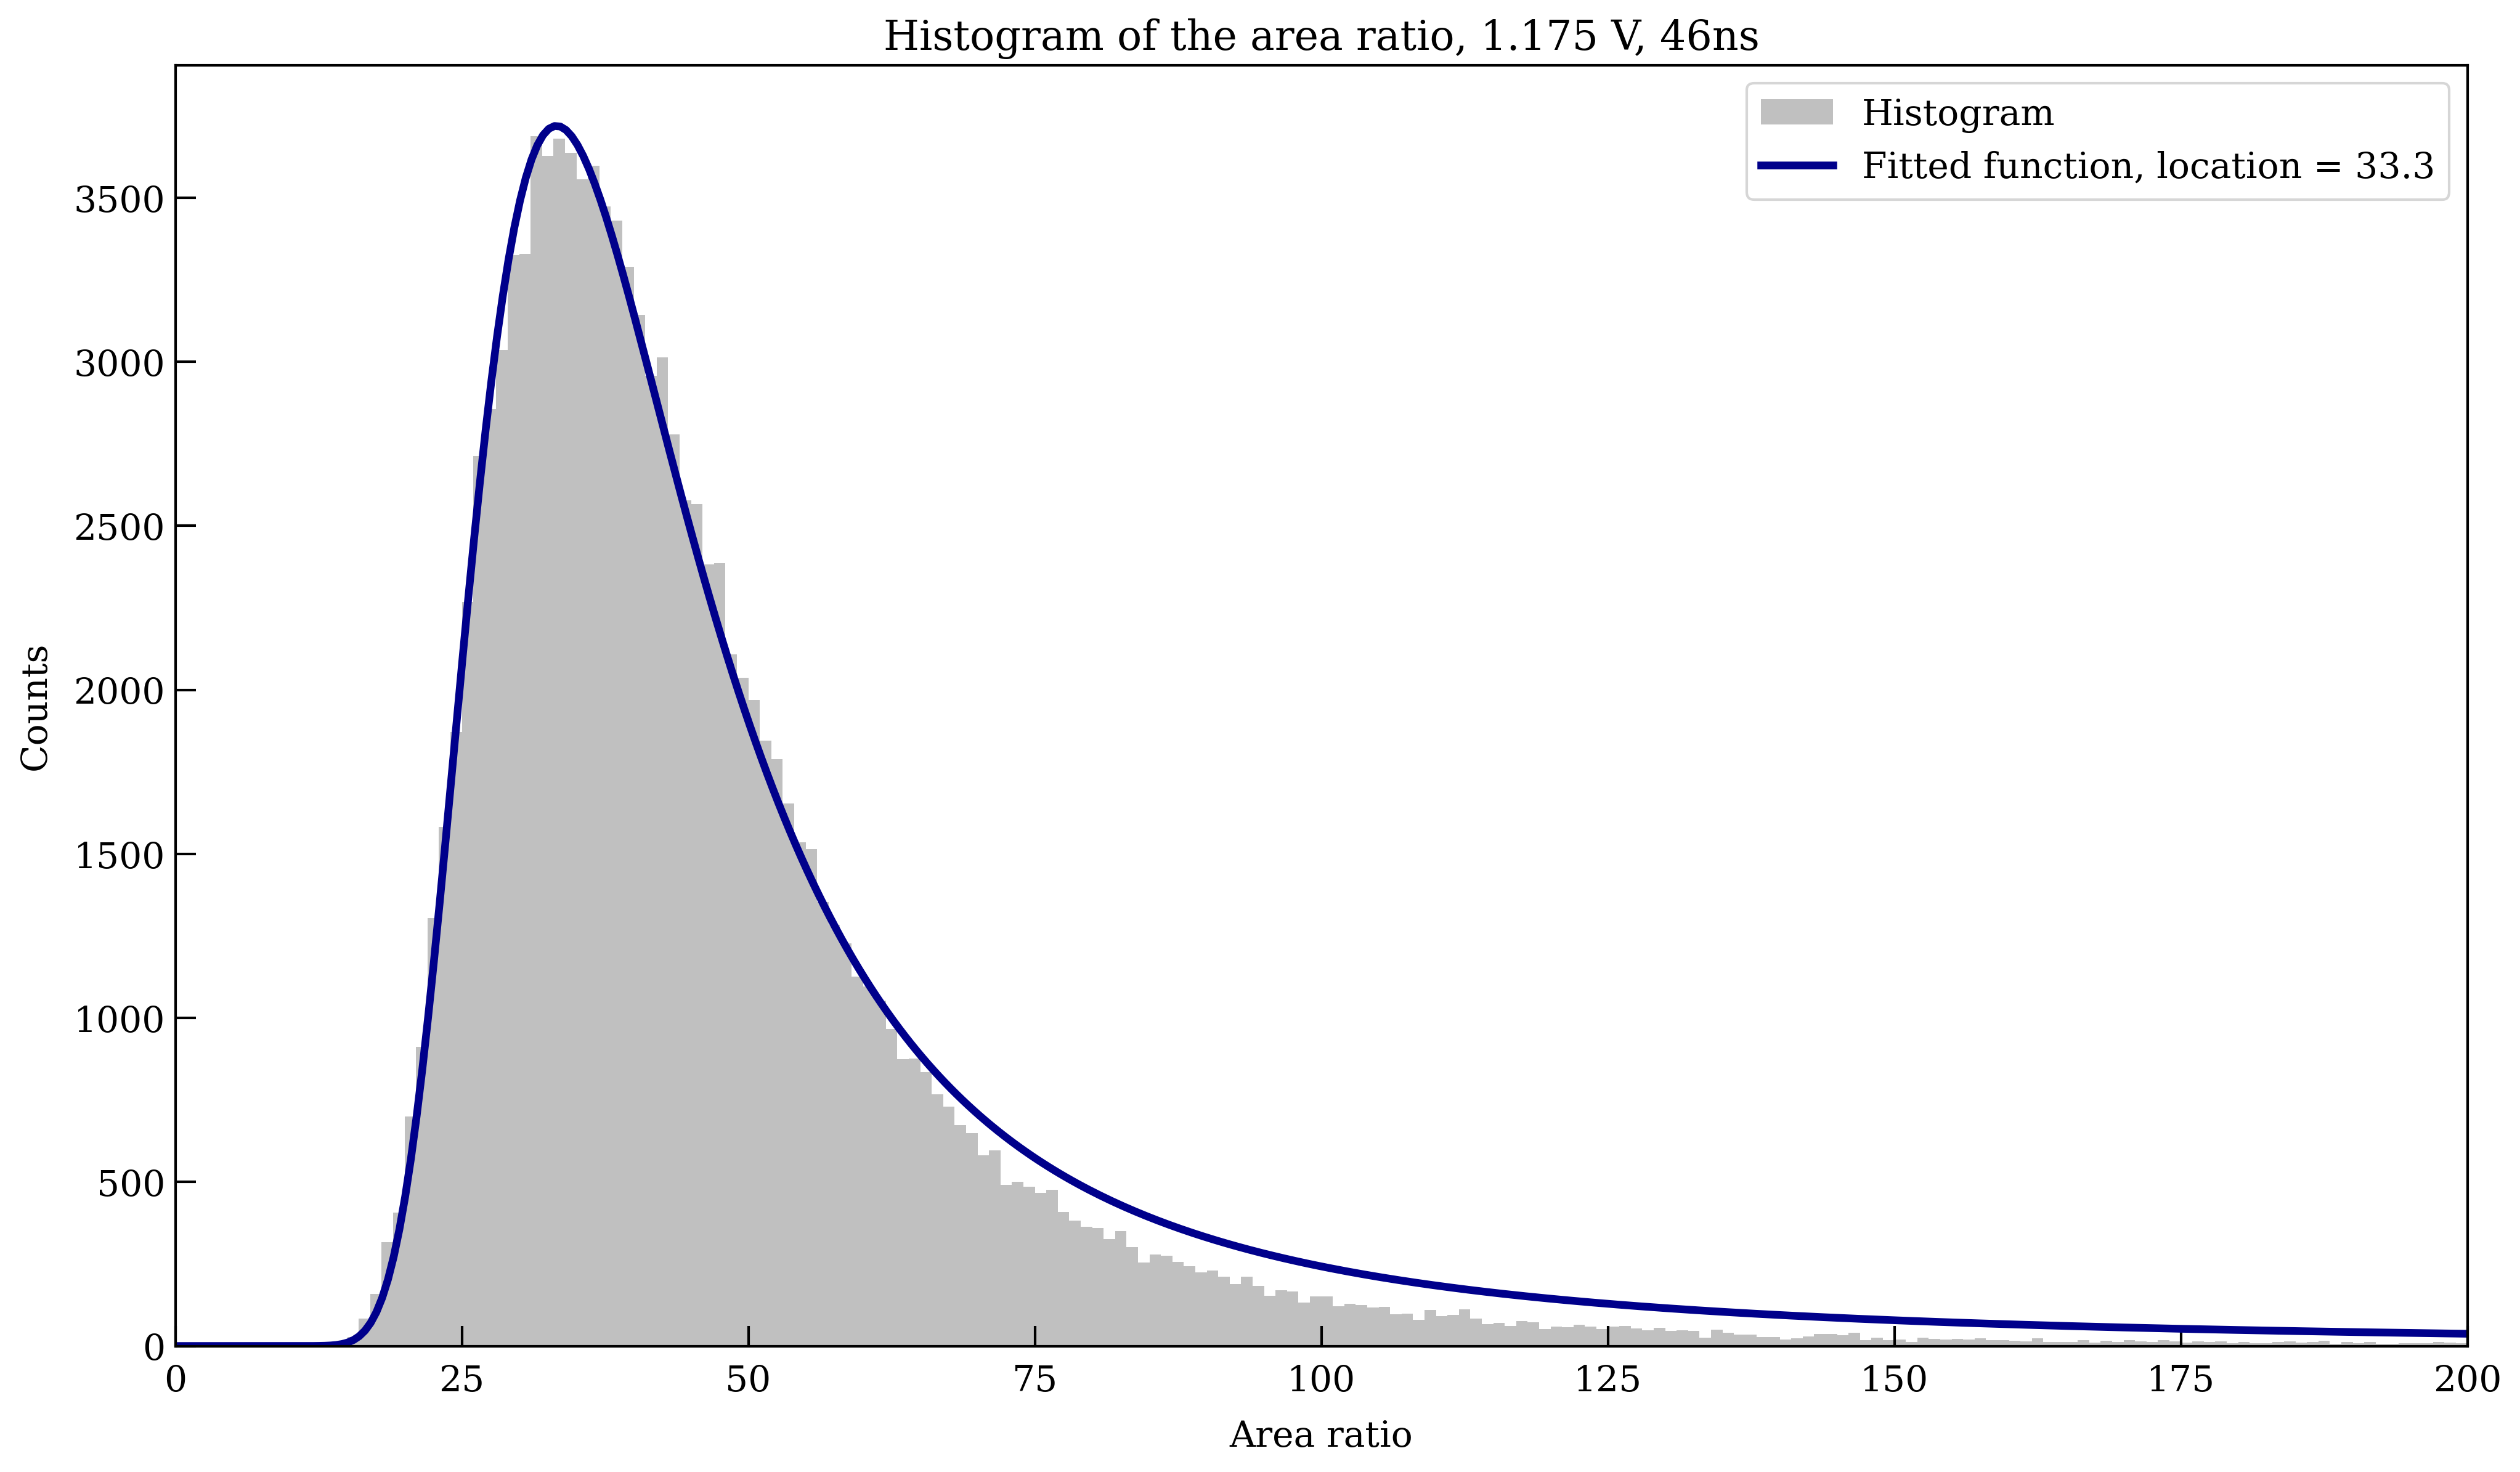 Histogram of the area ratio, 1.175 V, 46ns
Histogram
Fitted function, location = 33.3
Counts
3500
3000
2500
2000
1500
1000
500
0
0 25 50 75 100 125 150 175 200
Area ratio